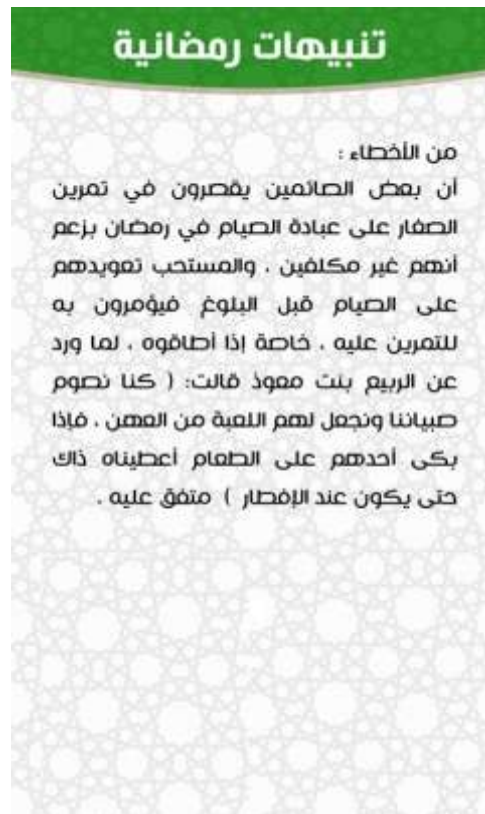 تنبيهات رمضانية
من الأخطاء :
أن بعض الصائمين يقصرون في تمرين
الصغار على عبادة الصيام في رمضان بزعم
أنهم غير مكلفين ، والمستحب تعويدهم
على الصيام قبل البلوغ فيؤمرون به
للتمرين عليه ، خاصة إذا أطاقوه ، لما ورد
عن الربيع بنت معوذ قالت: ( كنا نصوم
صبياننا ونجعل لهم اللعبة من العهن ، فإذا
بكى أحدهم على الطعام أعطيناه ذاك
حتى يكون عند الإفطار ) متفق عليه .